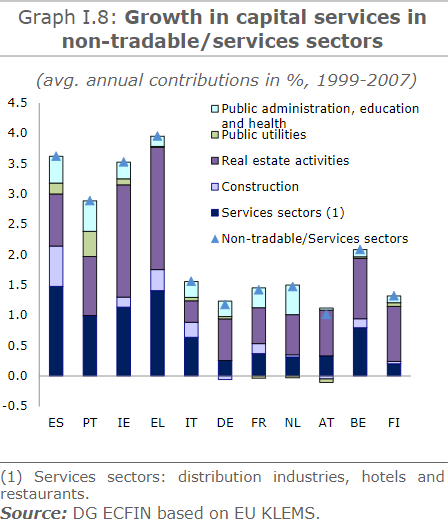 Graph I.8: Growth in capital services in
non-tradable/services sectors
(avg. annual contributions in %, 1999-2007)
4.5
4.0
3.5
3.0
2.5
2.0
1.5
1.0
0.5
0.0
-0.5
Public administration, education
and health
Public utilities
Real estate activities
Construction
Services sectors (1)
Non-tradable/Services sectors
ES PT IE EL IT DE FR NL AT BE FI
(1) Services sectors: distribution industries, hotels and
restaurants.
Source: DG ECFIN based on EU KLEMS.